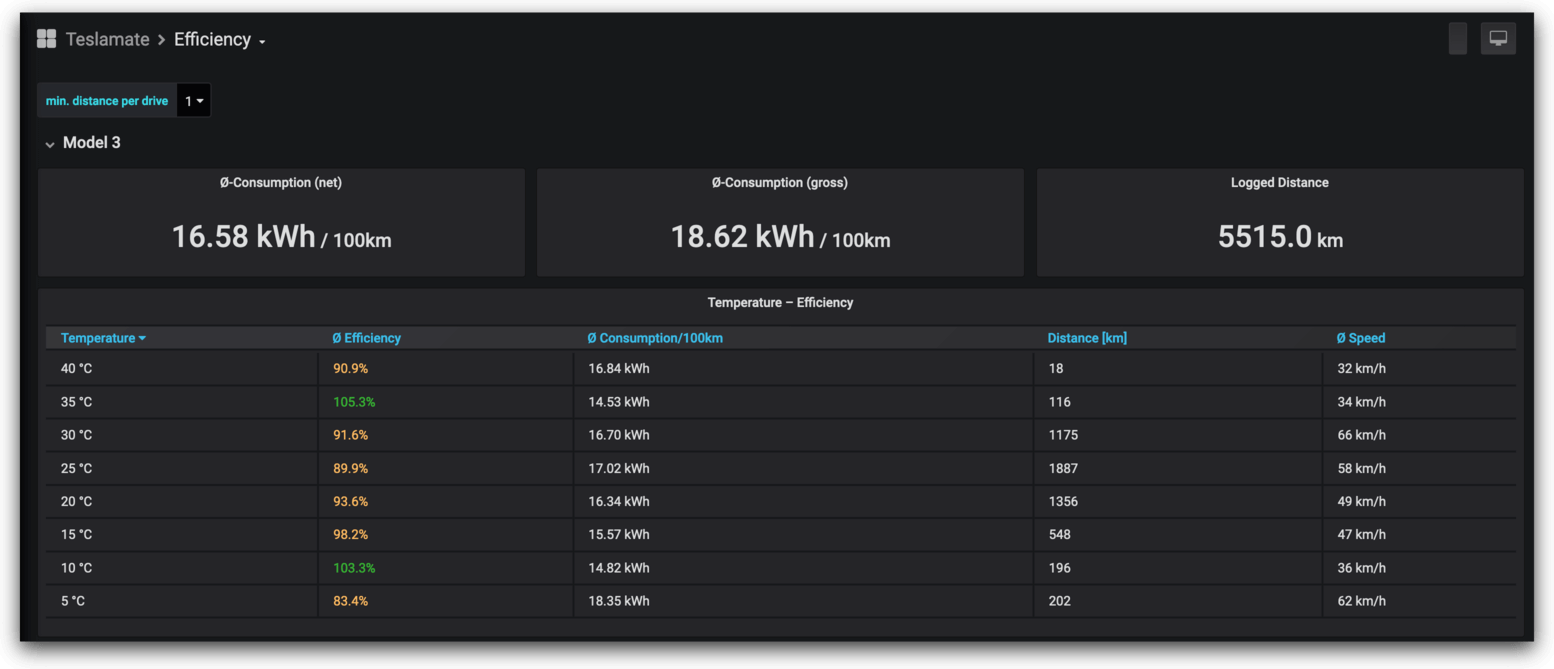 Teslamate > Efficiency
min. distance per drive 1
Model 3
Ø-Consumption (net) Ø-Consumption (gross) Logged Distance
16.58 kWh / 100km 18.62 kWh / 100km 5515.0 km
Temperature – Efficiency
Temperature Ø Efficiency Ø Consumption/100km Distance [km] Ø Speed
40 °C 90.9% 16.84 kWh 18 32 km/h
35 °C 105.3% 14.53 kWh 116 34 km/h
30 °C 91.6% 16.70 kWh 1175 66 km/h
25 °C 89.9% 17.02 kWh 1887 58 km/h
20 °C 93.6% 16.34 kWh 1356 49 km/h
15 °C 98.2% 15.57 kWh 548 47 km/h
10 °C 103.3% 14.82 kWh 196 36 km/h
5 °C 83.4% 18.35 kWh 202 62 km/h